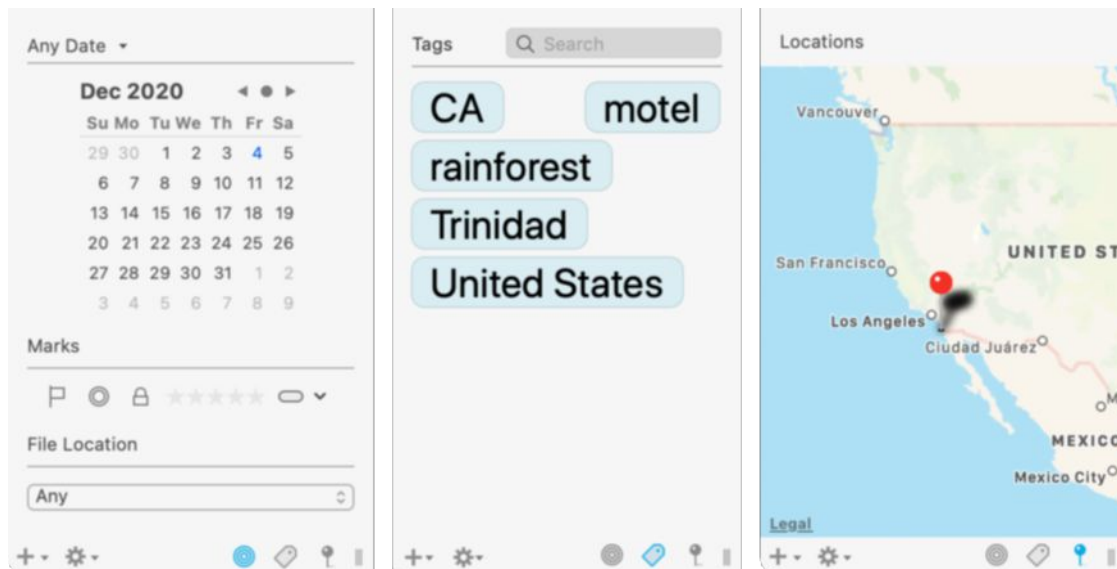 Any Date
Dec 2020
Su Mo Tu We Th Fr Sa
29 30 1 2 3 4 5
6 7 8 9 10 11 12
13 14 15 16 17 18 19
20 21 22 23 24 25 26
27 28 29 30 31 1 2
3 4 5 6 7 8 9
Marks
File Location
Any
Tags
Search
CA
motel
rainforest
Trinidad
United States
Locations
Vancouver
UNITED ST
San Francisco
Los Angeles
Ciudad Juárez
M
MEXICO
Mexico City
Legal